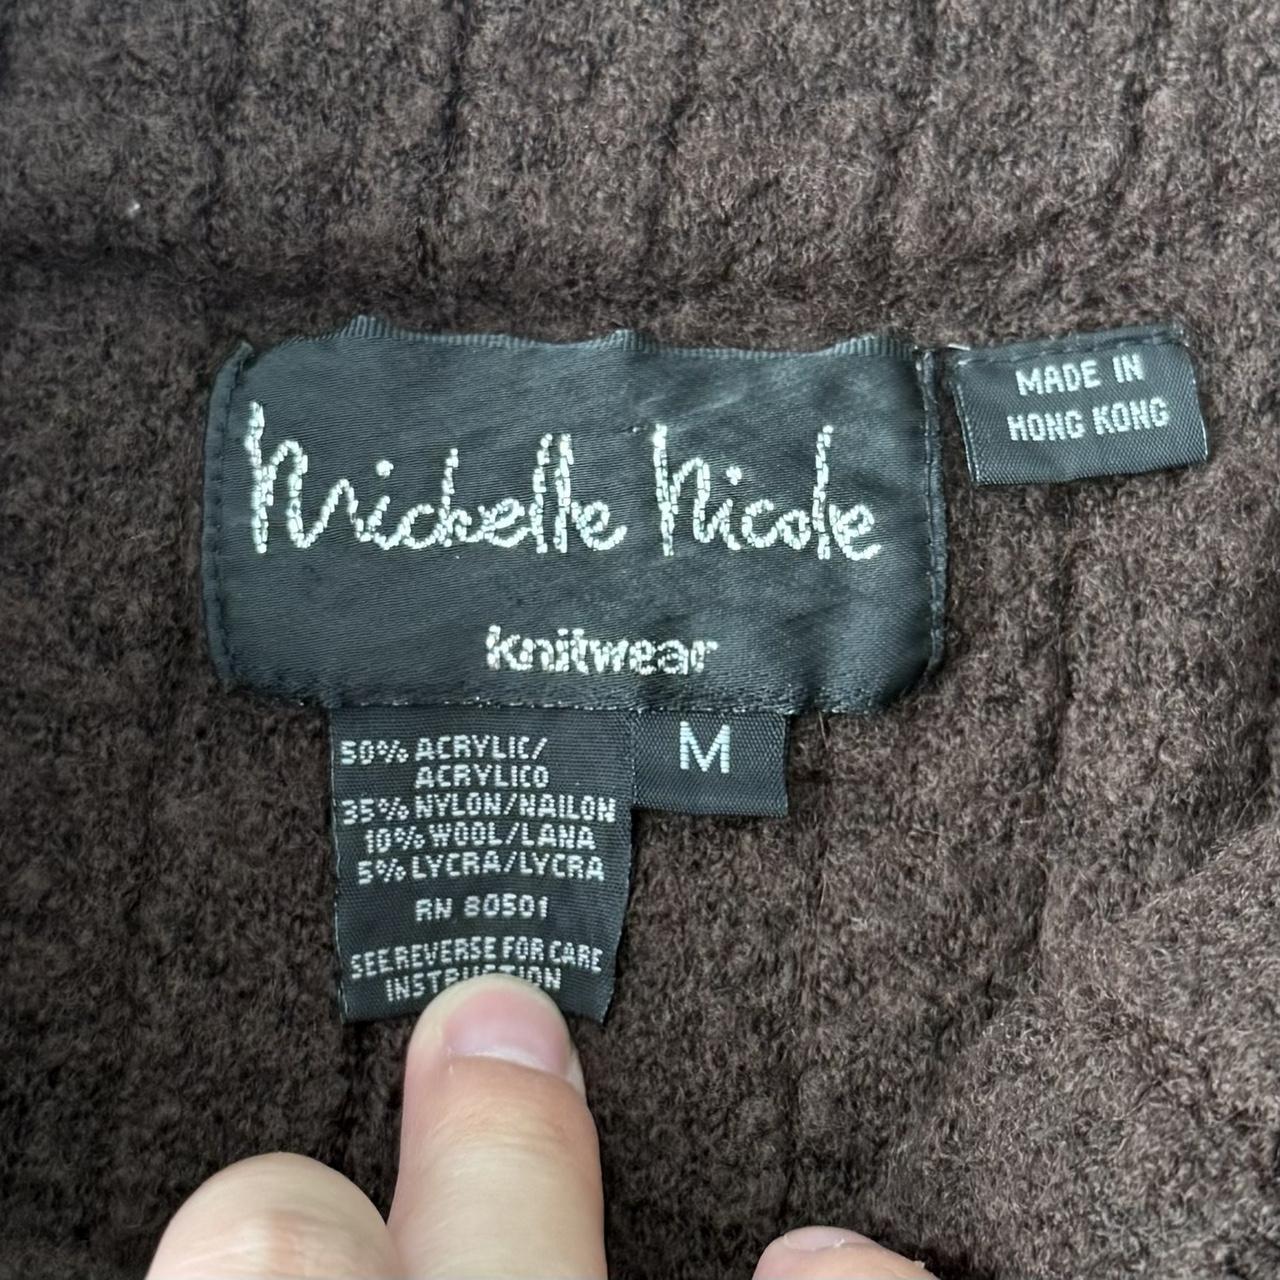 Michelle Nicole
knitwear
MADE IN
HONG KONG
M
50% ACRYLIC/
ACRYLICO
35% NYLON/NAILON
10% WOOL/LANA
5% LYCRA/LYCRA
RN 80501
SEE REVERSE FOR CARE
INSTRUCTION